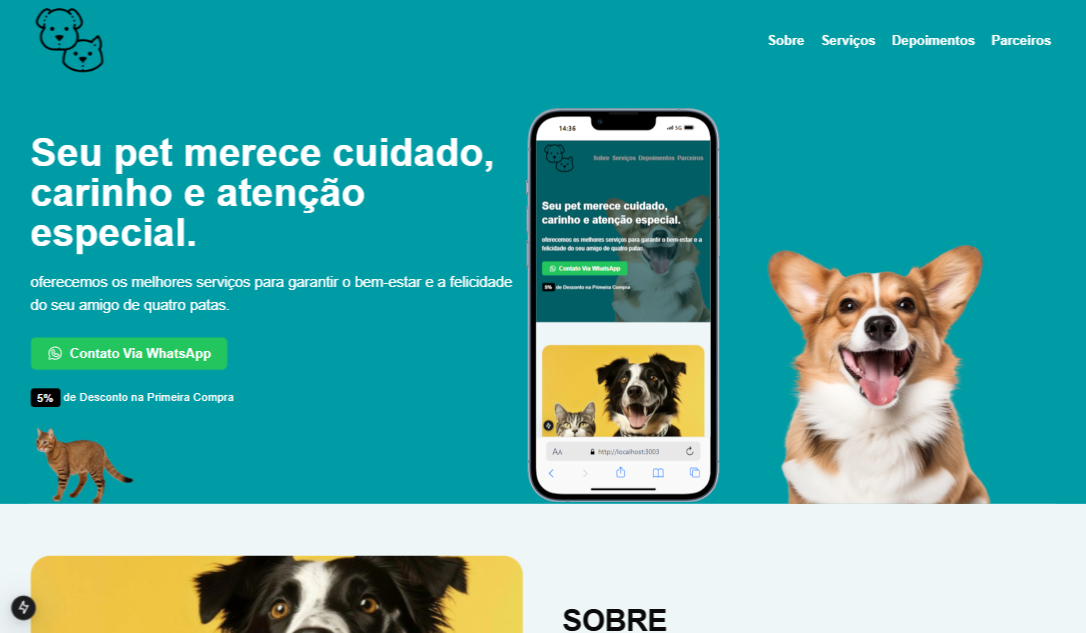 Sobre Serviços Depoimentos Parceiros
Seu pet merece cuidado,
carinho e atenção
especial.
oferecemos os melhores serviços para garantir o bem-estar e a felicidade
do seu amigo de quatro patas.
Contato Via WhatsApp
5% de Desconto na Primeira Compra
14:36
5G
Sobre Serviços Depoimentos Parceiros
Seu pet merece cuidado,
carinho e atenção especial.
oferecemos os melhores serviços para garantir o bem-estar e a
felicidade do seu amigo de quatro patas.
Contato Via WhatsApp
5% de Desconto na Primeira Compra
AA http://localhost:3003
SOBRE